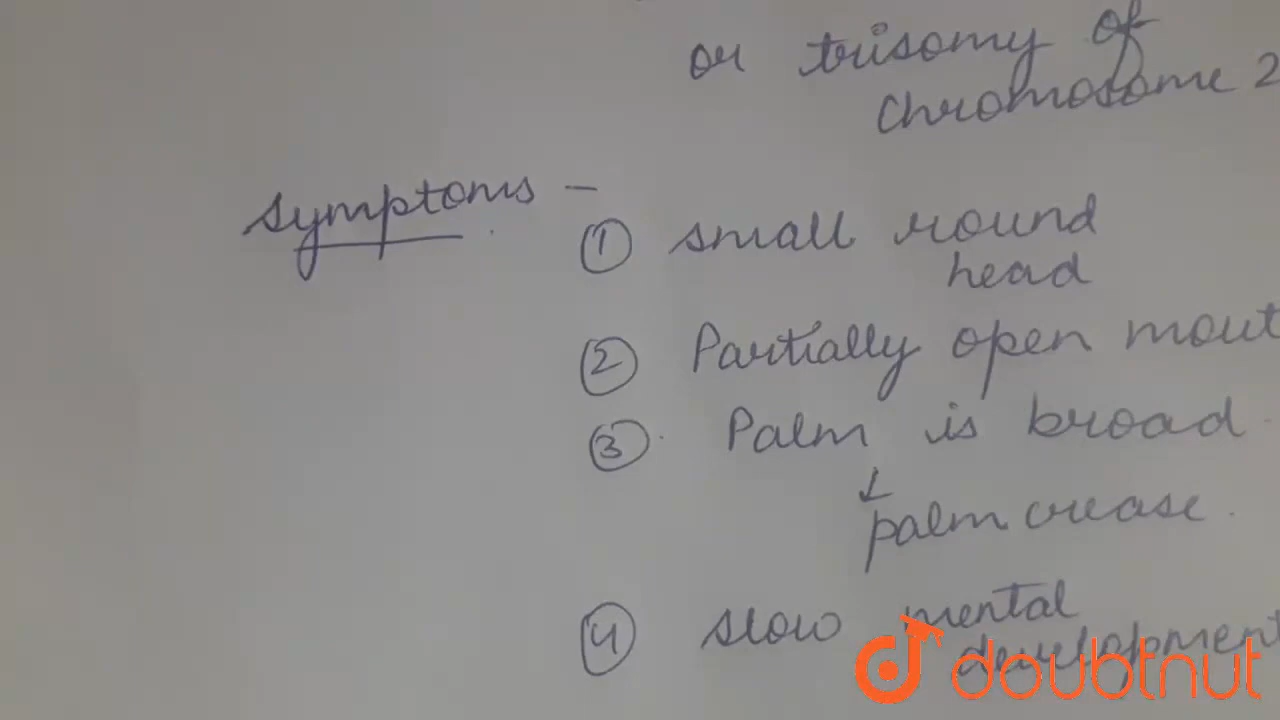 or trisomy of
chromosome 2
Symptoms —
① small round
head
② Partially open mout
③ Palm is broad
palm crease.
④ slow mental
development
doubtnut